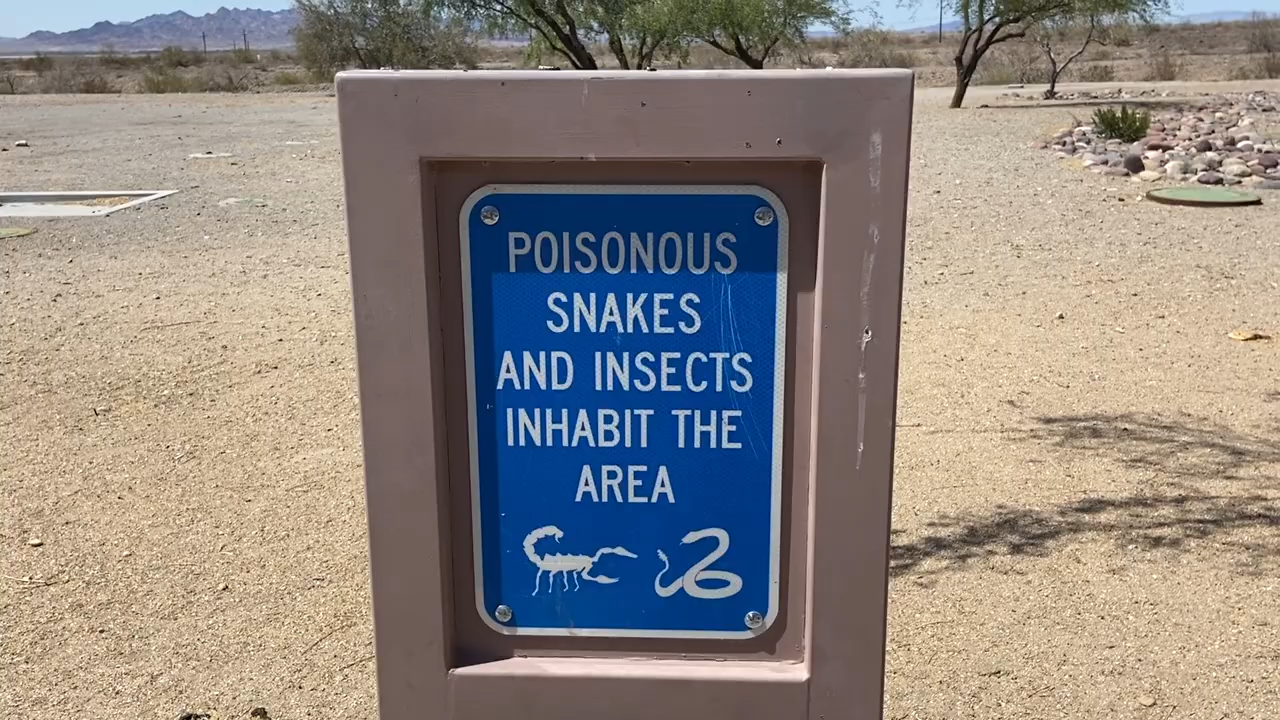 POISONOUS
SNAKES
AND INSECTS
INHABIT THE
AREA